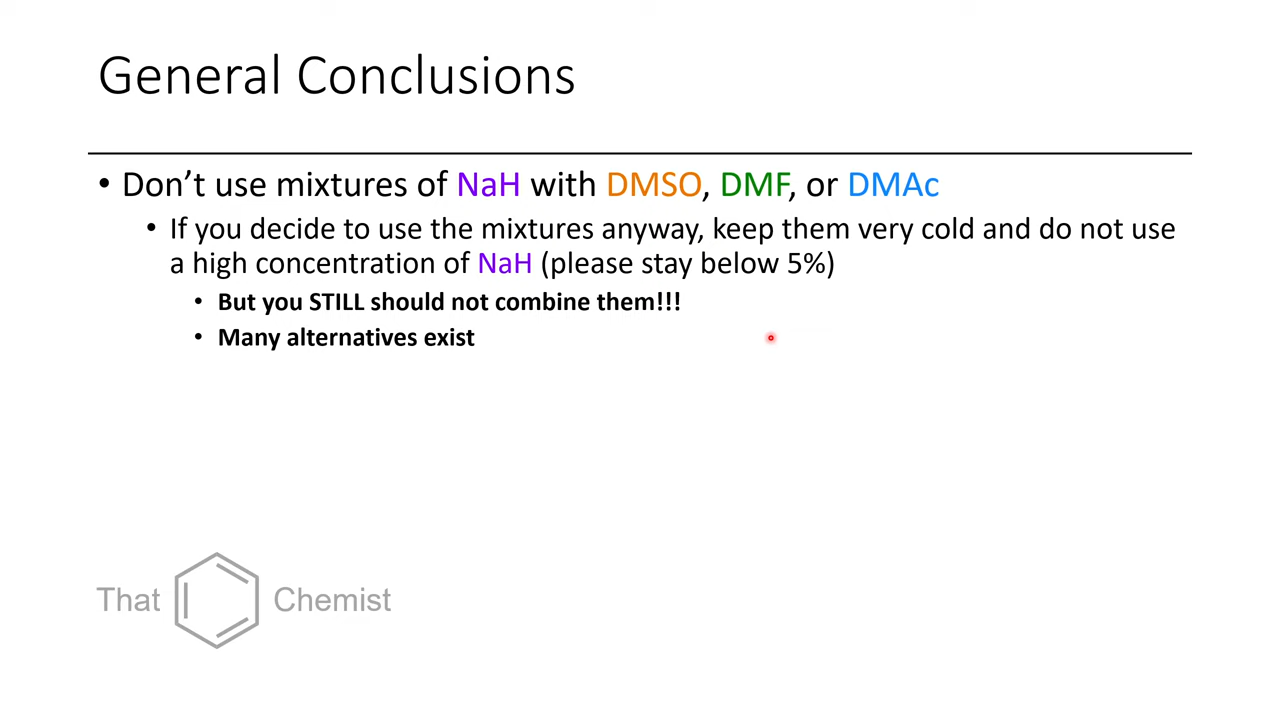 General Conclusions
• Don’t use mixtures of NaH with DMSO, DMF, or DMAc
• If you decide to use the mixtures anyway, keep them very cold and do not use
a high concentration of NaH (please stay below 5%)
• But you STILL should not combine them!!!
• Many alternatives exist
That Chemist